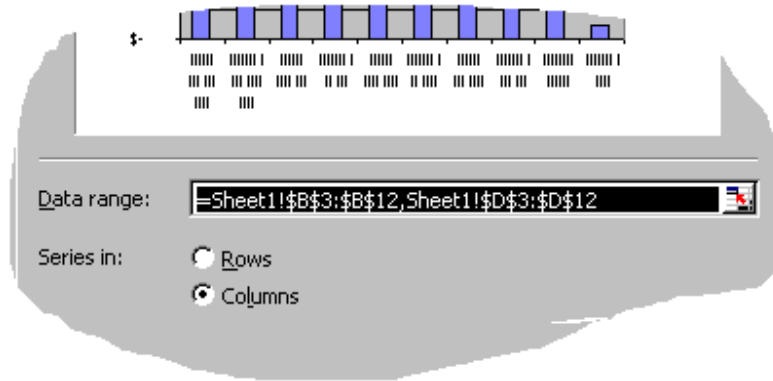 $-
Data range: =Sheet1!$B$3:$B$12,Sheet1!$D$3:$D$12
Series in: Rows
Columns